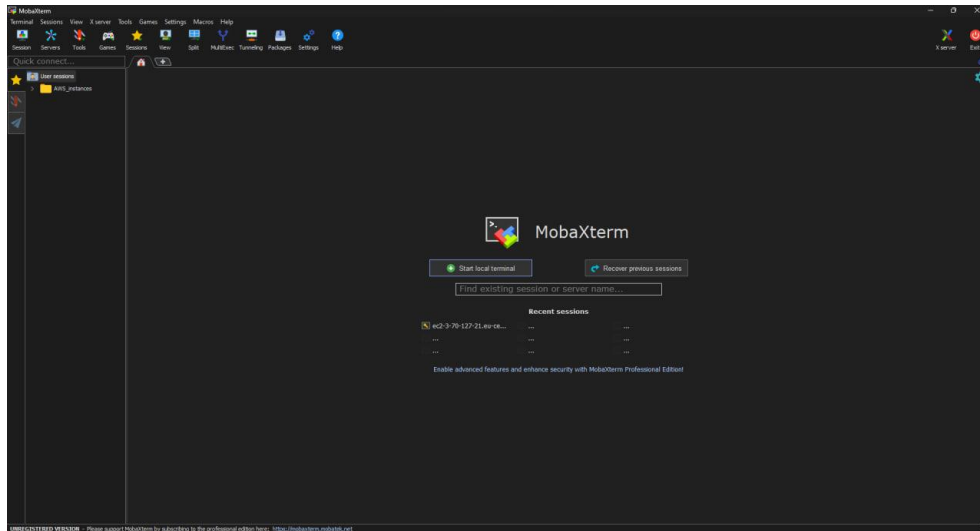 MobaXterm
Terminal Sessions View X server Tools Games Settings Macros Help
Session Servers Tools Games Sessions View Split MultiExec Tunneling Packages Settings Help X server Exit
Quick connect...
User sessions
AWS_instances
MobaXterm
Start local terminal Recover previous sessions
Find existing session or server name...
Recent sessions
ec2-3-70-127-21.eu-ce... ... ...
... ... ...
... ... ...
Enable advanced features and enhance security with MobaXterm Professional Edition!
UNREGISTERED VERSION - Please support MobaXterm by subscribing to the professional edition here: https://mobaxterm.mobatek.net